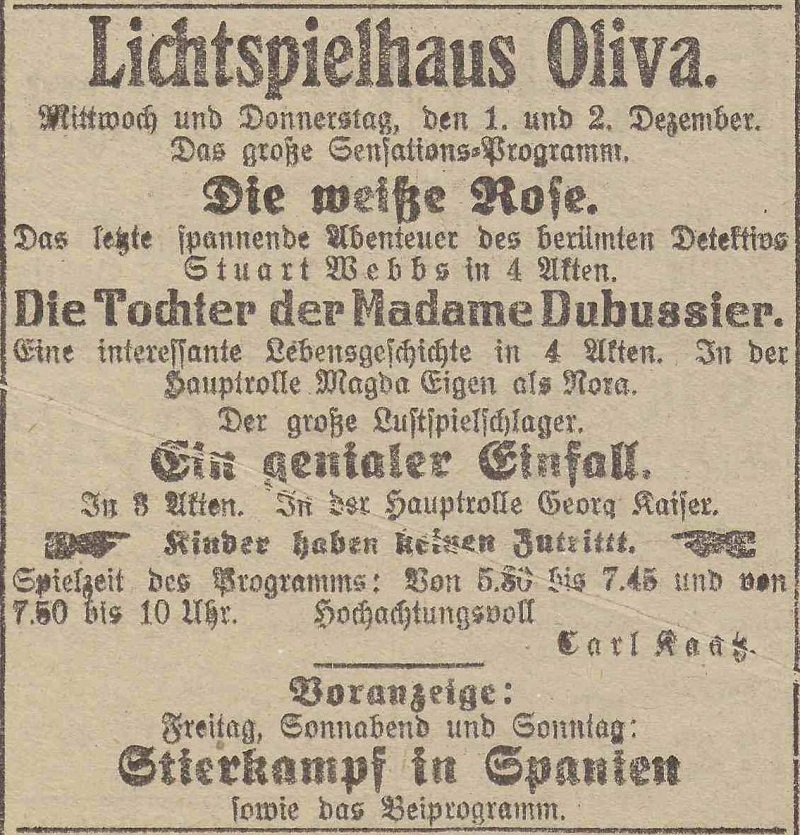 Lichtspielhaus Oliva.
Mittwoch und Donnerstag, den 1. und 2. Dezember.
Das große Sensations-Programm.
Die weiße Rose.
Das letzte spannende Abenteuer des berümten Detektivs
Stuart Webbs in 4 Akten.
Die Tochter der Madame Dubussier.
Eine interessante Lebensgeschichte in 4 Akten. In der
Hauptrolle Magda Eigen als Nora.
Der große Lustspielschlager.
Ein genialer Einfall.
In 3 Akten. In der Hauptrolle Georg Kaiser.
Kinder haben keinen Zutrittt.
Spielzeit des Programms: Von 5.30 bis 7.45 und von
7.50 bis 10 Uhr. Hochachtungsvoll
Carl
Voranzeige:
Freitag, Sonnabend und Sonntag:
Stierkampf in Spanien
sowie das Beiprogramm.